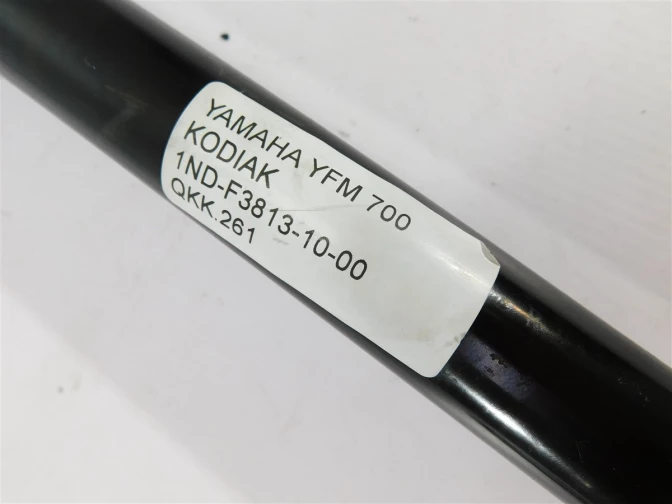 YAMAHA YFM 700
KODIAK
1ND-F3813-10-00
QKK.261